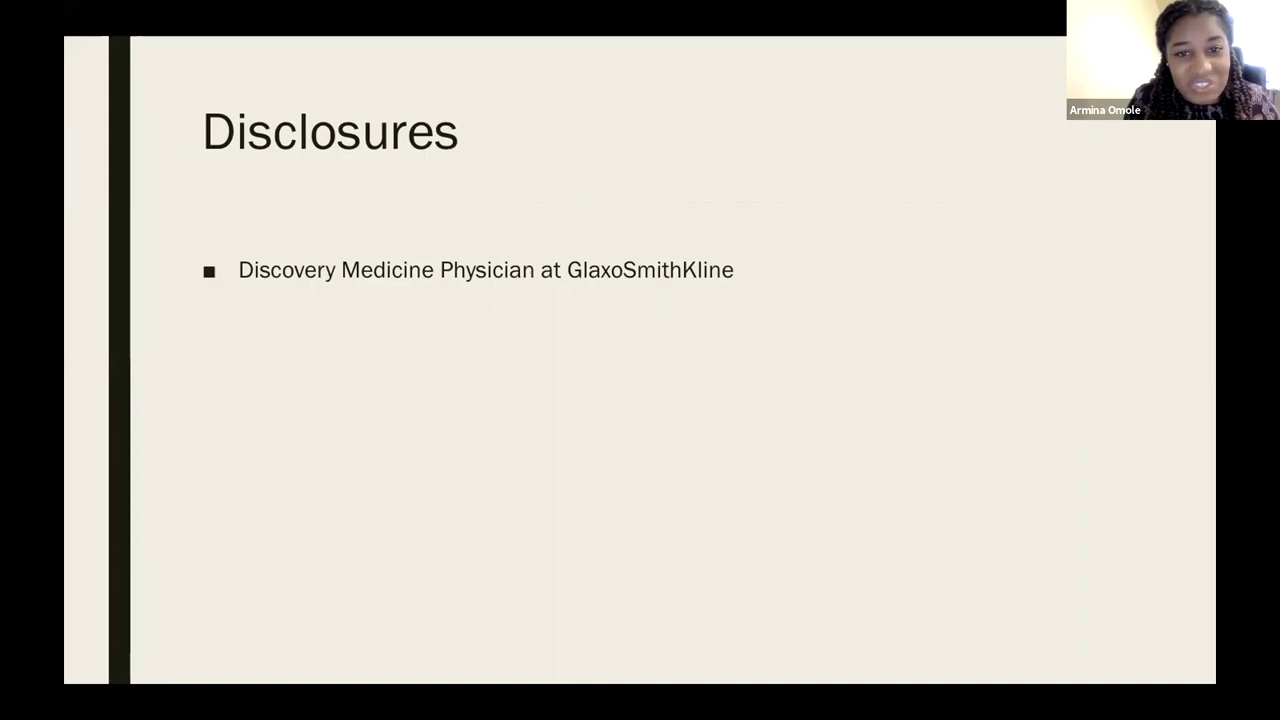 Armina Omole
Disclosures
■ Discovery Medicine Physician at GlaxoSmithKline